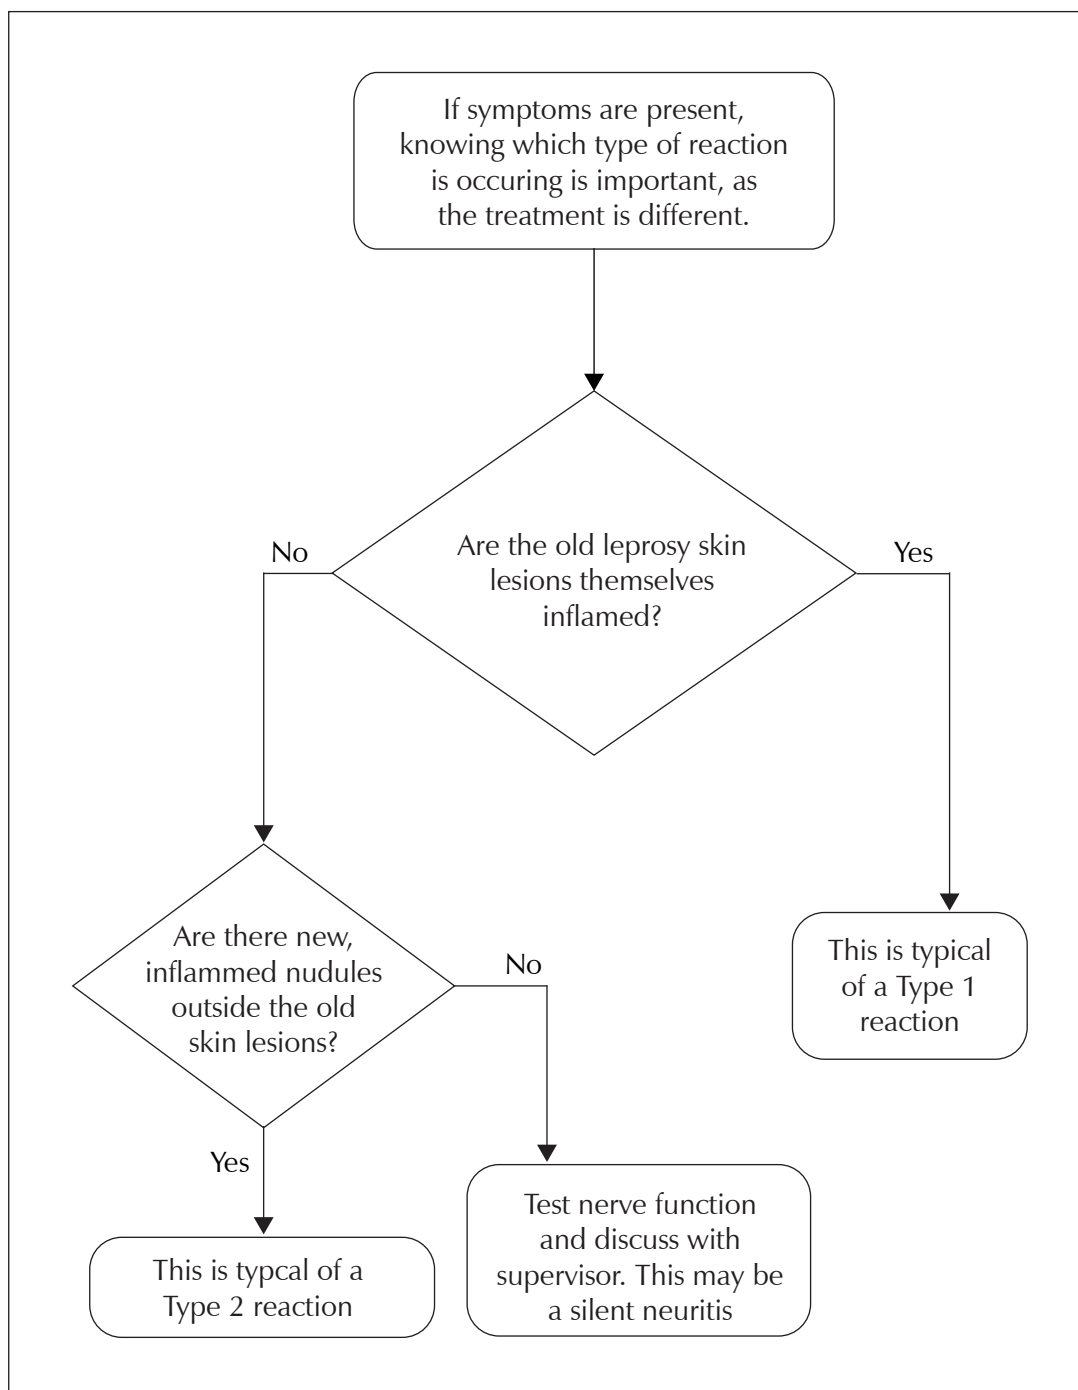 If symptoms are present,
knowing which type of reaction
is occuring is important, as
the treatment is different.
Are the old leprosy skin
lesions themselves
inflamed?
No
Yes
Are there new,
inflammed nudules
outside the old
skin lesions?
No
Yes
This is typical
of a Type 1
reaction
This is typcal of a
Type 2 reaction
Test nerve function
and discuss with
supervisor. This may be
a silent neuritis